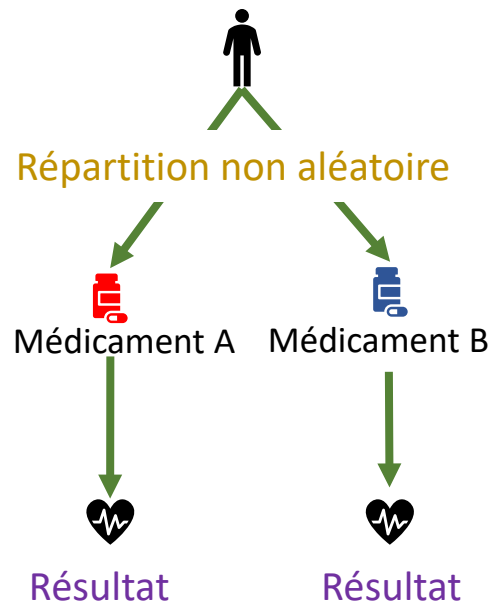 Répartition non aléatoire
Médicament A
Médicament B
Résultat
Résultat